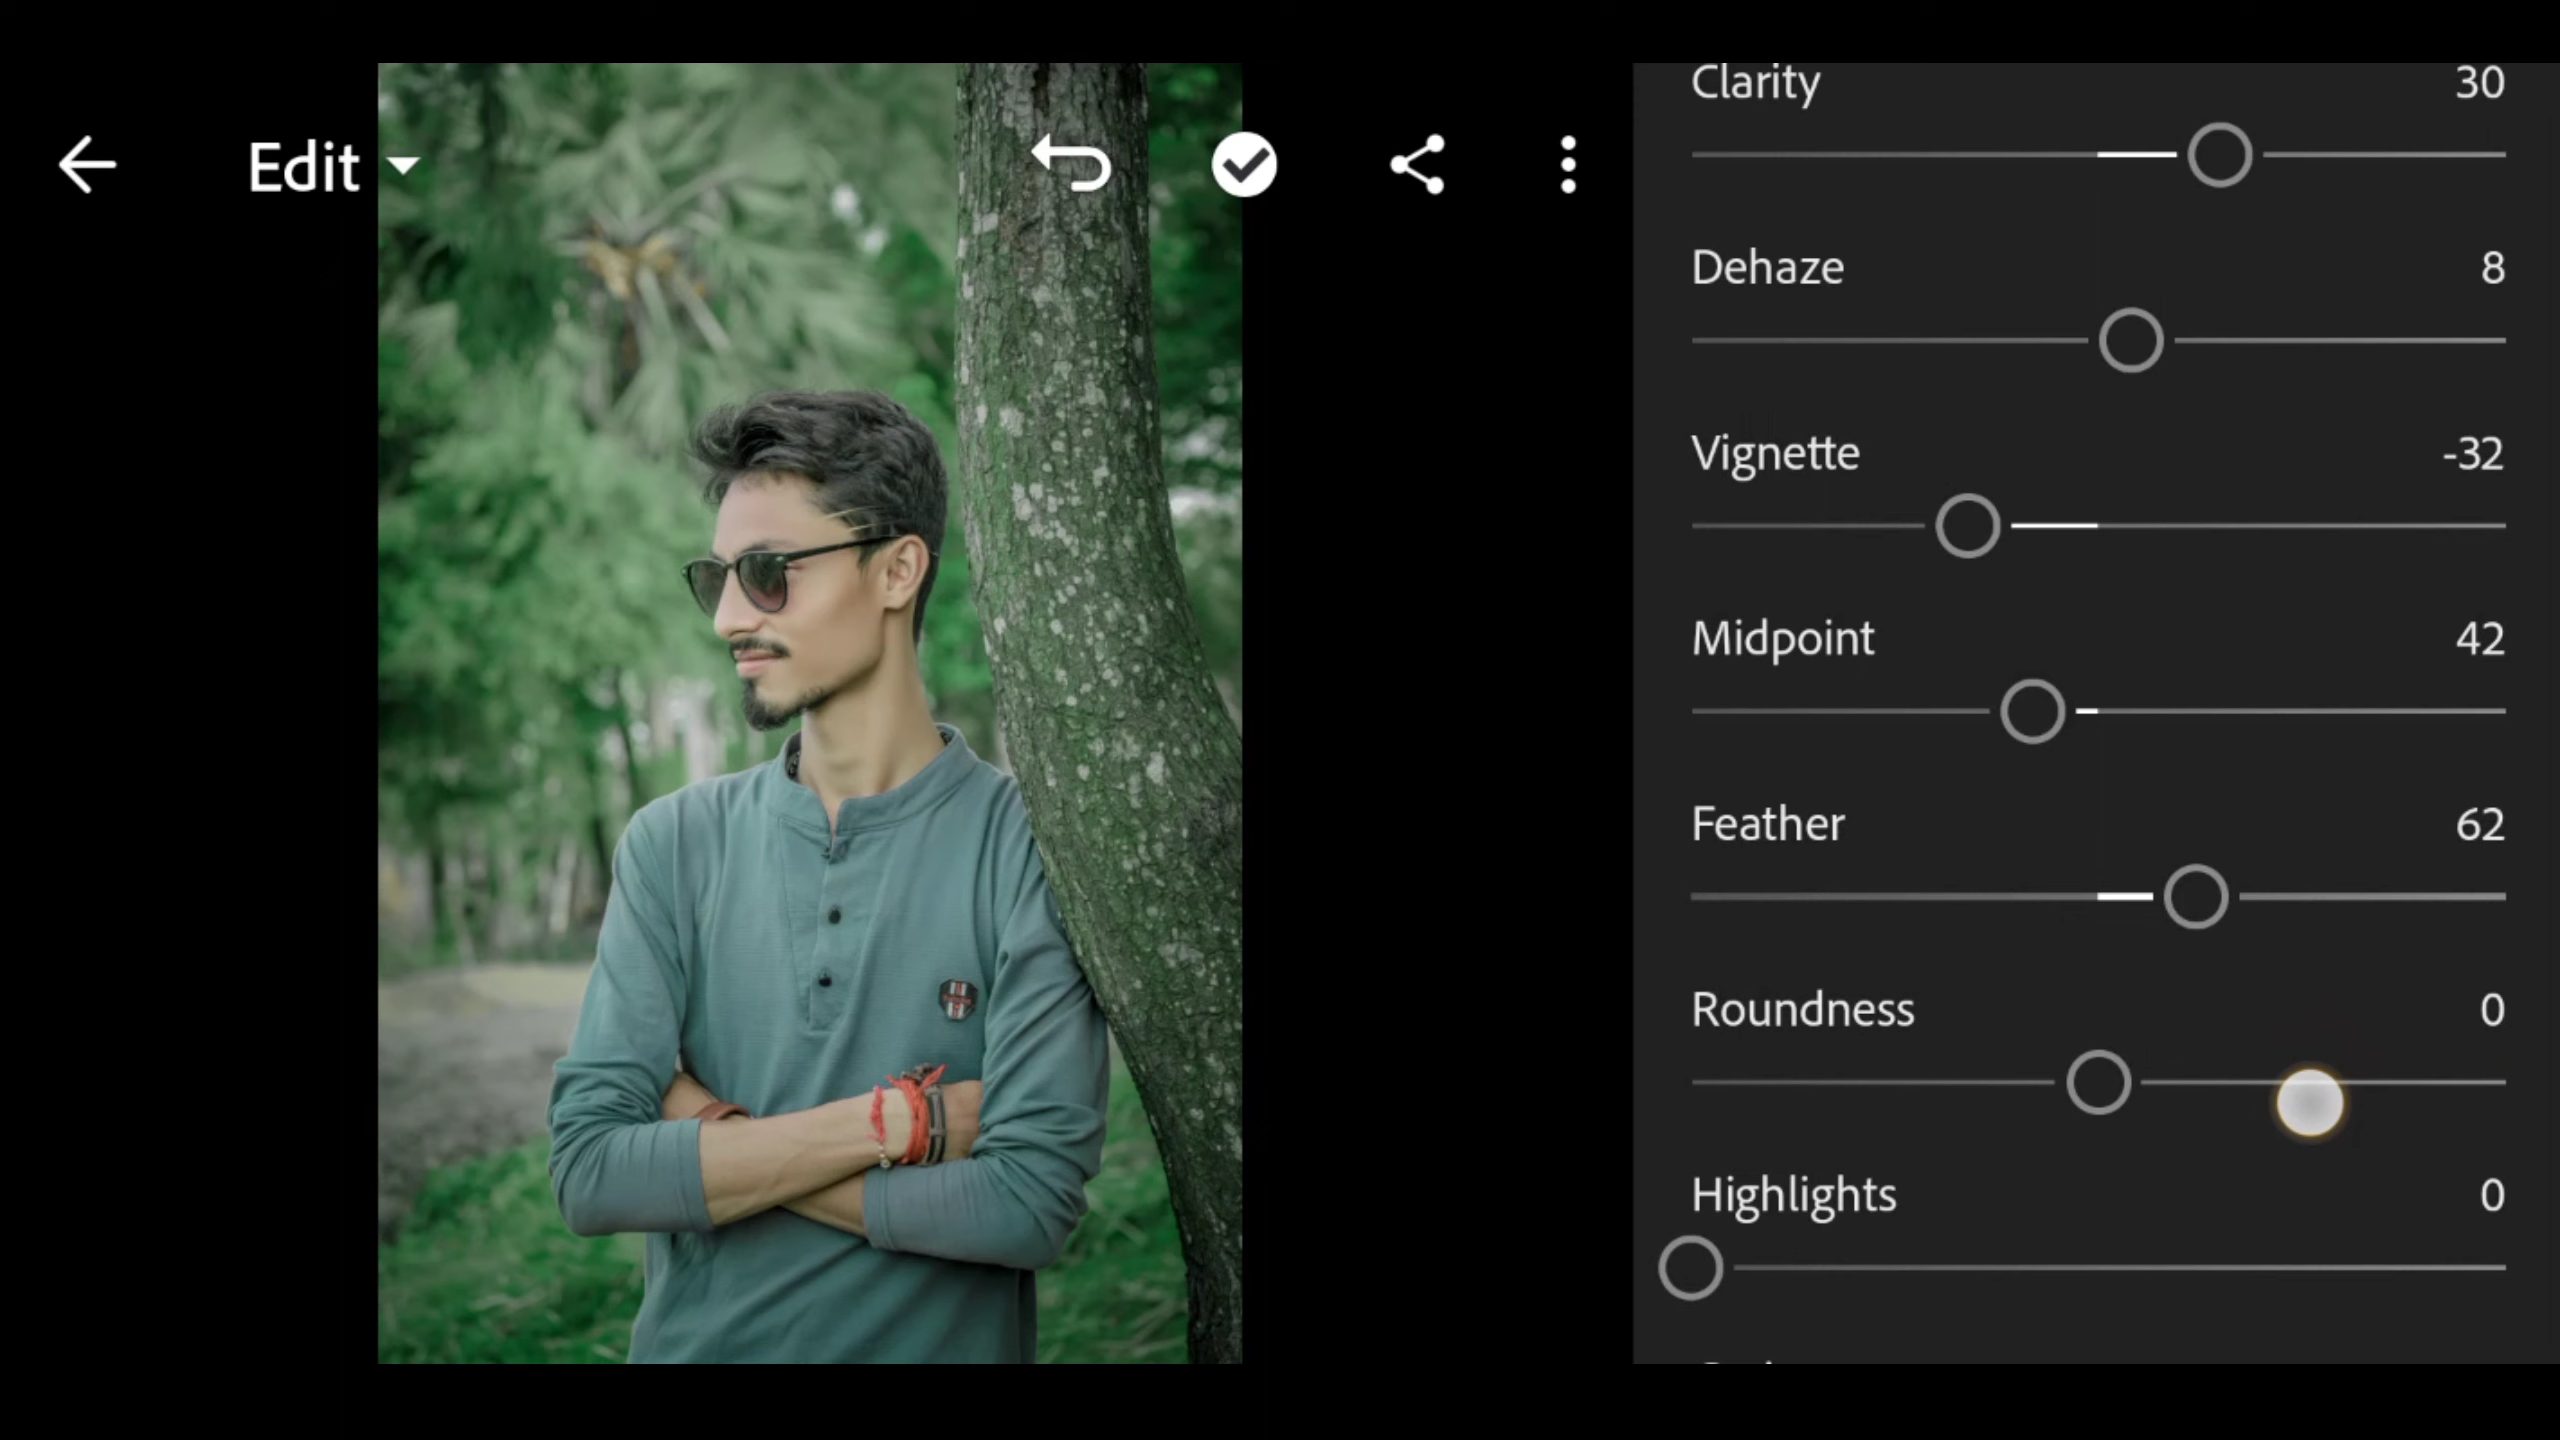 Edit
Clarity 30
Dehaze 8
Vignette -32
Midpoint 42
Feather 62
Roundness 0
Highlights 0